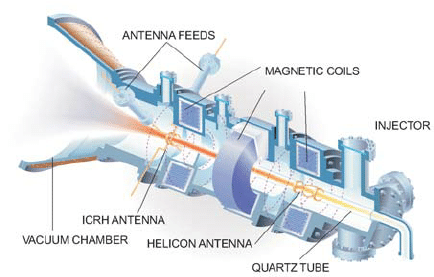 ANTENNA FEEDS
MAGNETIC COILS
INJECTOR
ICRH ANTENNA
VACUUM CHAMBER
HELICON ANTENNA
QUARTZ TUBE